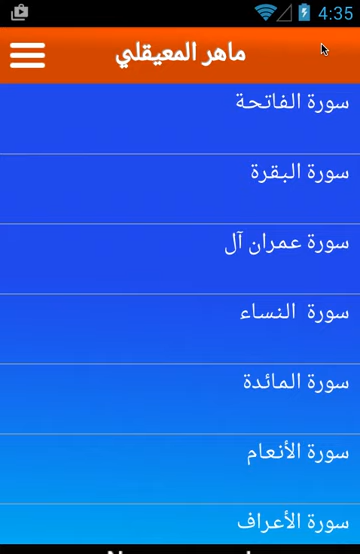 4:35
ماهر المعيقلي
سورة الفاتحة
سورة البقرة
سورة عمران آل
سورة النساء
سورة المائدة
سورة الأنعام
سورة الأعراف